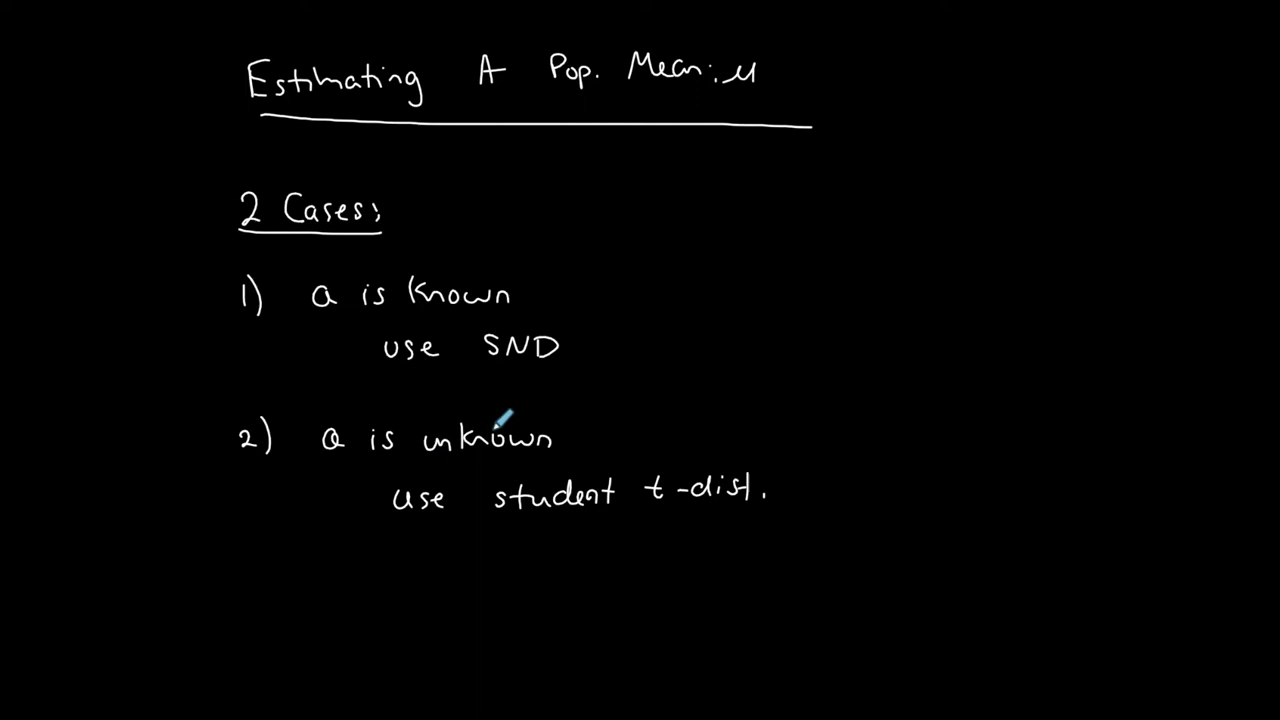 Estimating A Pop. Mean: μ
2 Cases:
1) σ is known
use SND
2) σ is unknown
use student t-dist.